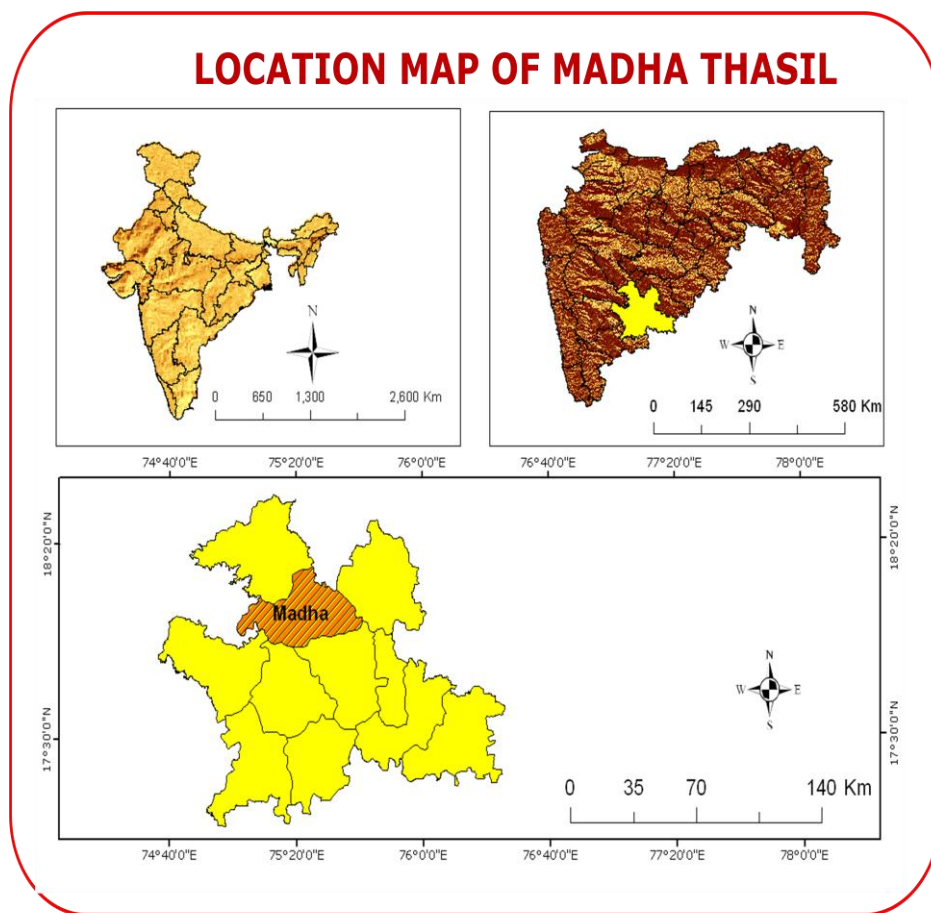 LOCATION MAP OF MADHA THASIL
N
0 650 1,300 2,600 Km
N
W E
S
0 145 290 580 Km
74°40'0"E 75°20'0"E 76°0'0"E 76°40'0"E 77°20'0"E 78°0'0"E
18°20'0"N
18°20'0"N
Madha
N
W E
S
17°30'0"N
17°30'0"N
0 35 70 140 Km
74°40'0"E 75°20'0"E 76°0'0"E 76°40'0"E 77°20'0"E 78°0'0"E